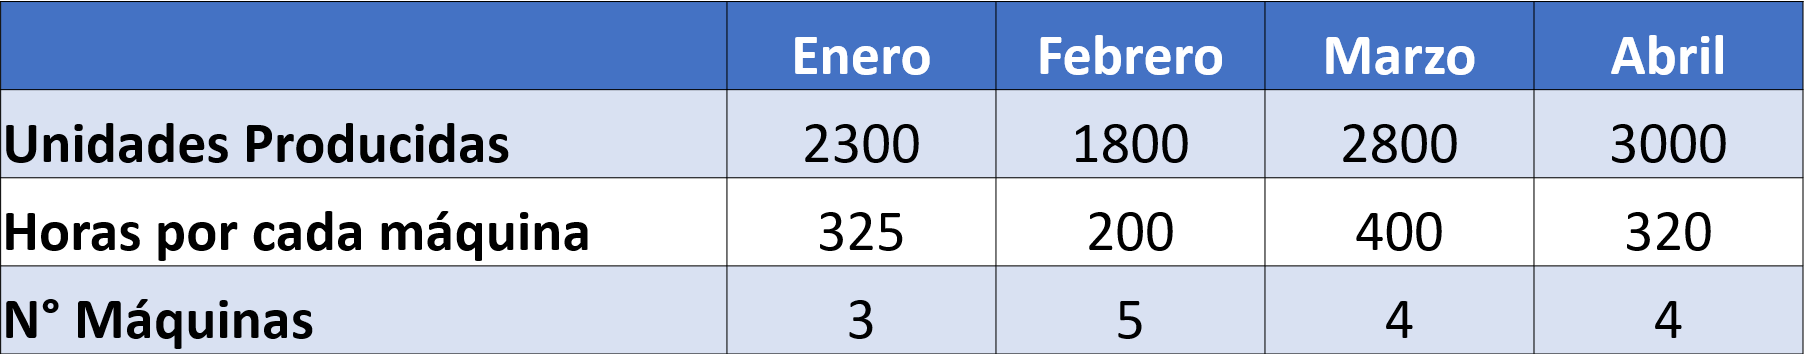 Enero Febrero Marzo Abril
Unidades Producidas 2300 1800 2800 3000
Horas por cada máquina 325 200 400 320
N° Máquinas 3 5 4 4